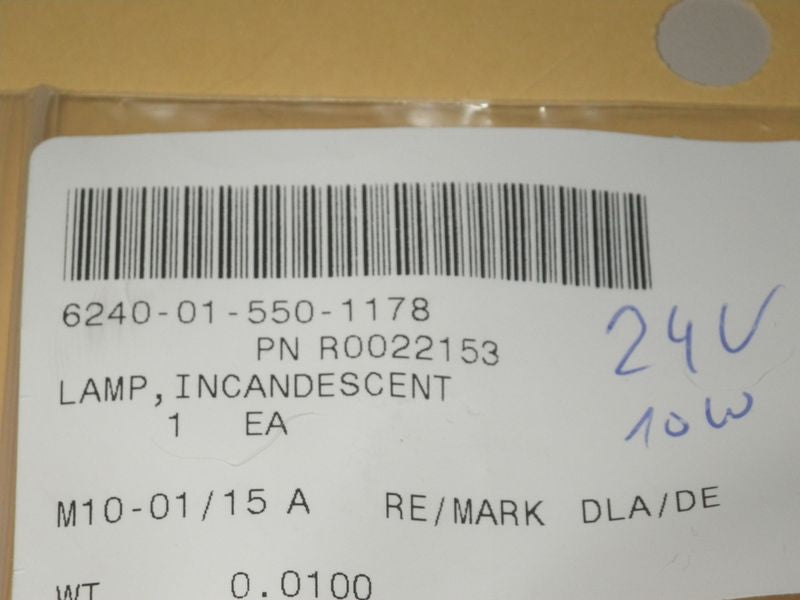 6240-01-550-1178
PN R0022153
LAMP, INCANDESCENT
1 EA
24V
10W
M10-01/15 A RE/MARK DLA/DE
WT 0.0100